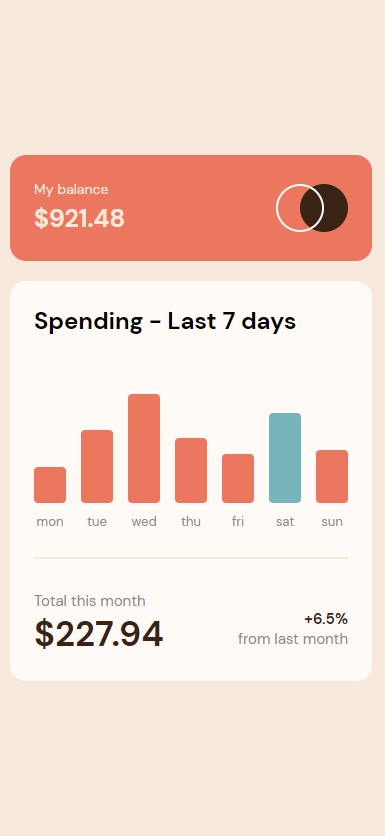 My balance
$921.48
Spending - Last 7 days
mon tue wed thu fri sat sun
Total this month
$227.94
+6.5%
from last month